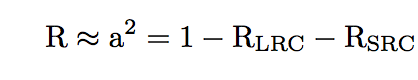 R ≈ a² = 1 − R_LRC − R_SRC